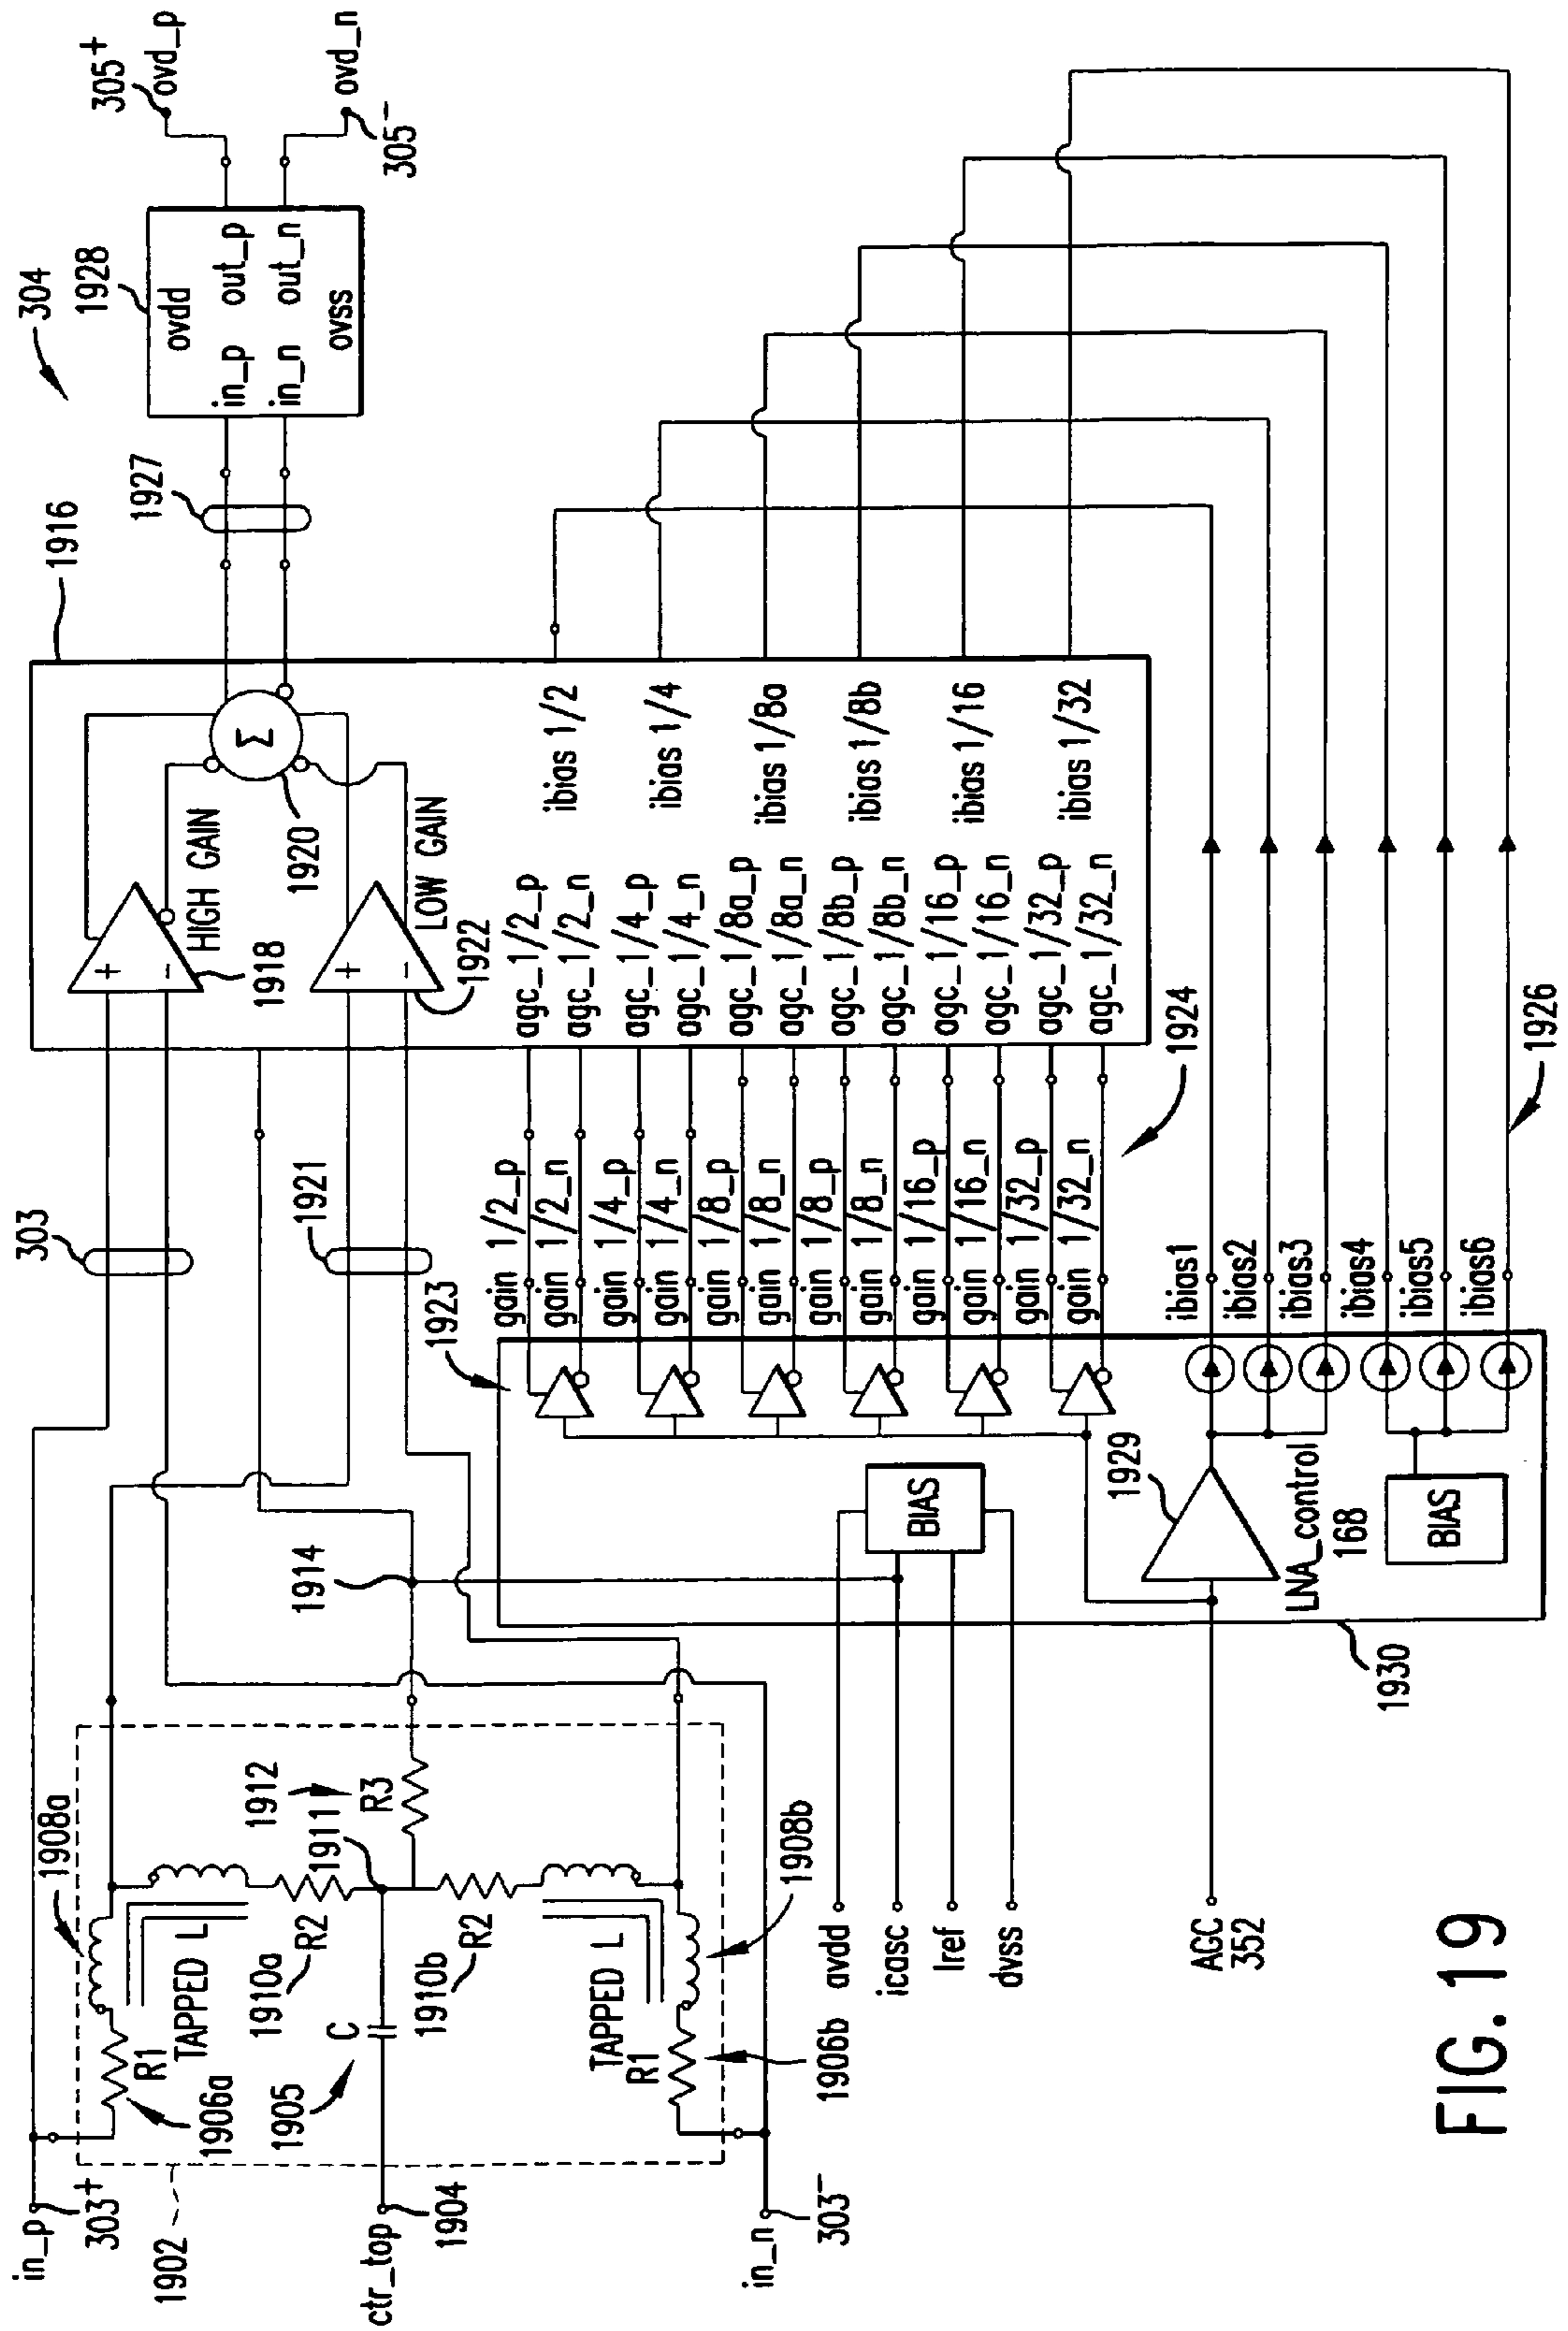 304
305+
ovd_p
ovd_n
305−
1928
ovdd
in_p out_p
in_n out_n
ovss
1927
1916
Σ
1920
HIGH GAIN
LOW GAIN
+
−
1918
+
−
1922
ibias 1/2
ibias 1/4
ibias 1/8a
ibias 1/8b
ibias 1/16
ibias 1/32
agc_1/2_p
agc_1/2_n
agc_1/4_p
agc_1/4_n
agc_1/8a_p
agc_1/8a_n
agc_1/8b_p
agc_1/8b_n
agc_1/16_p
agc_1/16_n
agc_1/32_p
agc_1/32_n
1924
1926
303
1921
1923
gain 1/2_p
gain 1/2_n
gain 1/4_p
gain 1/4_n
gain 1/8_p
gain 1/8_n
gain 1/8_p
gain 1/8_n
gain 1/16_p
gain 1/16_n
gain 1/32_p
gain 1/32_n
ibias1
ibias2
ibias3
ibias4
ibias5
ibias6
1914
BIAS
1929
LNA_control
168
BIAS
1930
1908a
1912
R3
1911
1908b
TAPPED L
R2
1910a
R2
1910b
TAPPED L
R1
1906a
C
1905
R1
1906b
avdd
icasc
Iref
dvss
AGC
352
in_p
303+
1902
ctr_top
1904
in_n
303−
FIG. 19